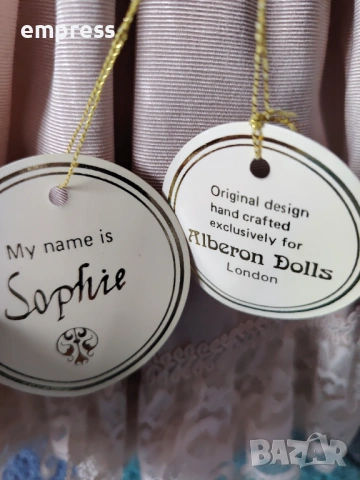 empress
My name is
Sophie
Original design
hand crafted
exclusively for
Alberon Dolls
London
BAZAR